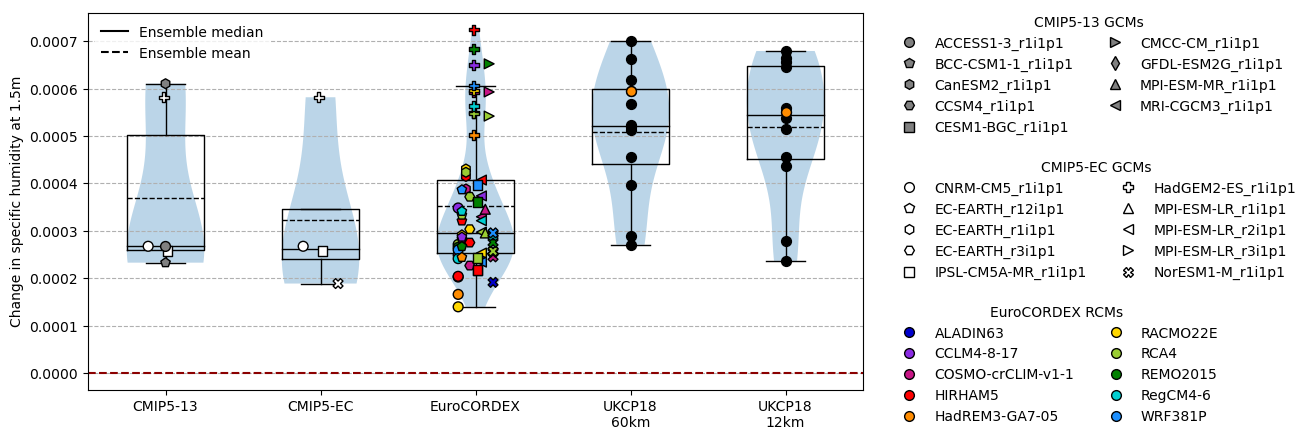 Ensemble median
Ensemble mean
Change in specific humidity at 1.5m
0.0007
0.0006
0.0005
0.0004
0.0003
0.0002
0.0001
0.0000
CMIP5-13
CMIP5-EC
EuroCORDEX
UKCP18
60km
UKCP18
12km
CMIP5-13 GCMs
ACCESS1-3_r1i1p1
BCC-CSM1-1_r1i1p1
CanESM2_r1i1p1
CCSM4_r1i1p1
CESM1-BGC_r1i1p1
CMCC-CM_r1i1p1
GFDL-ESM2G_r1i1p1
MPI-ESM-MR_r1i1p1
MRI-CGCM3_r1i1p1
CMIP5-EC GCMs
CNRM-CM5_r1i1p1
EC-EARTH_r12i1p1
EC-EARTH_r1i1p1
EC-EARTH_r3i1p1
IPSL-CM5A-MR_r1i1p1
HadGEM2-ES_r1i1p1
MPI-ESM-LR_r1i1p1
MPI-ESM-LR_r2i1p1
MPI-ESM-LR_r3i1p1
NorESM1-M_r1i1p1
EuroCORDEX RCMs
ALADIN63
CCLM4-8-17
COSMO-crCLIM-v1-1
HIRHAM5
HadREM3-GA7-05
RACMO22E
RCA4
REMO2015
RegCM4-6
WRF381P